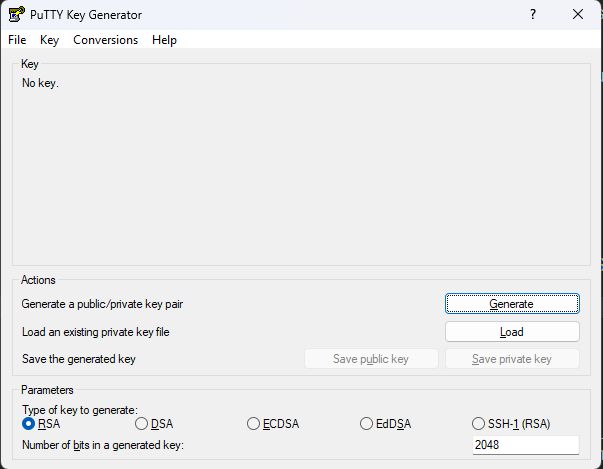 PuTTY Key Generator ?
File Key Conversions Help
Key
No key.
Actions
Generate a public/private key pair Generate
Load an existing private key file Load
Save the generated key Save public key Save private key
Parameters
Type of key to generate:
RSA DSA ECDSA EdDSA SSH-1 (RSA)
Number of bits in a generated key: 2048